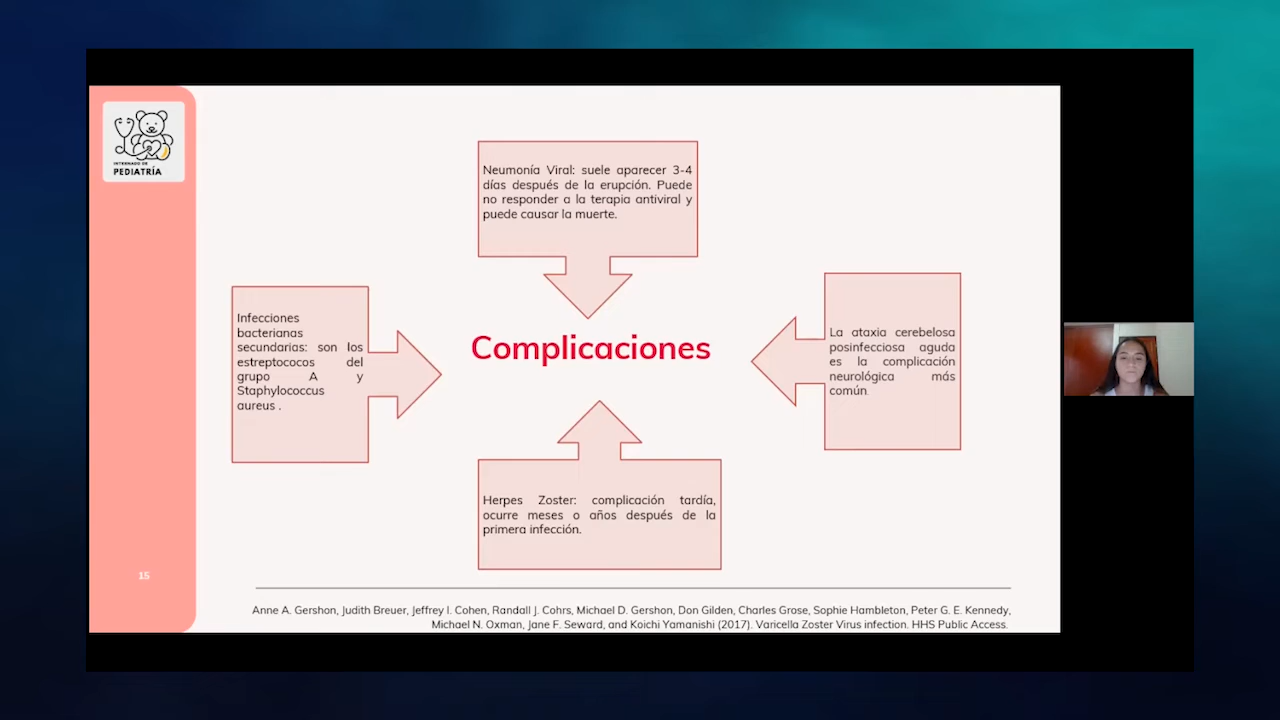 INTERNADO DE
PEDIATRÍA
Neumonía Viral: suele aparecer 3-4
días después de la erupción. Puede
no responder a la terapia antiviral y
puede causar la muerte.
Infecciones
bacterianas
secundarias: son los
estreptococos del
grupo A y
Staphylococcus
aureus .
Complicaciones
La ataxia cerebelosa
posinfecciosa aguda
es la complicación
neurológica más
común.
Herpes Zoster: complicación tardía,
ocurre meses o años después de la
primera infección.
15
Anne A. Gershon, Judith Breuer, Jeffrey I. Cohen, Randall J. Cohrs, Michael D. Gershon, Don Gilden, Charles Grose, Sophie Hambleton, Peter G. E. Kennedy,
Michael N. Oxman, Jane F. Seward, and Koichi Yamanishi (2017). Varicella Zoster Virus infection. HHS Public Access.